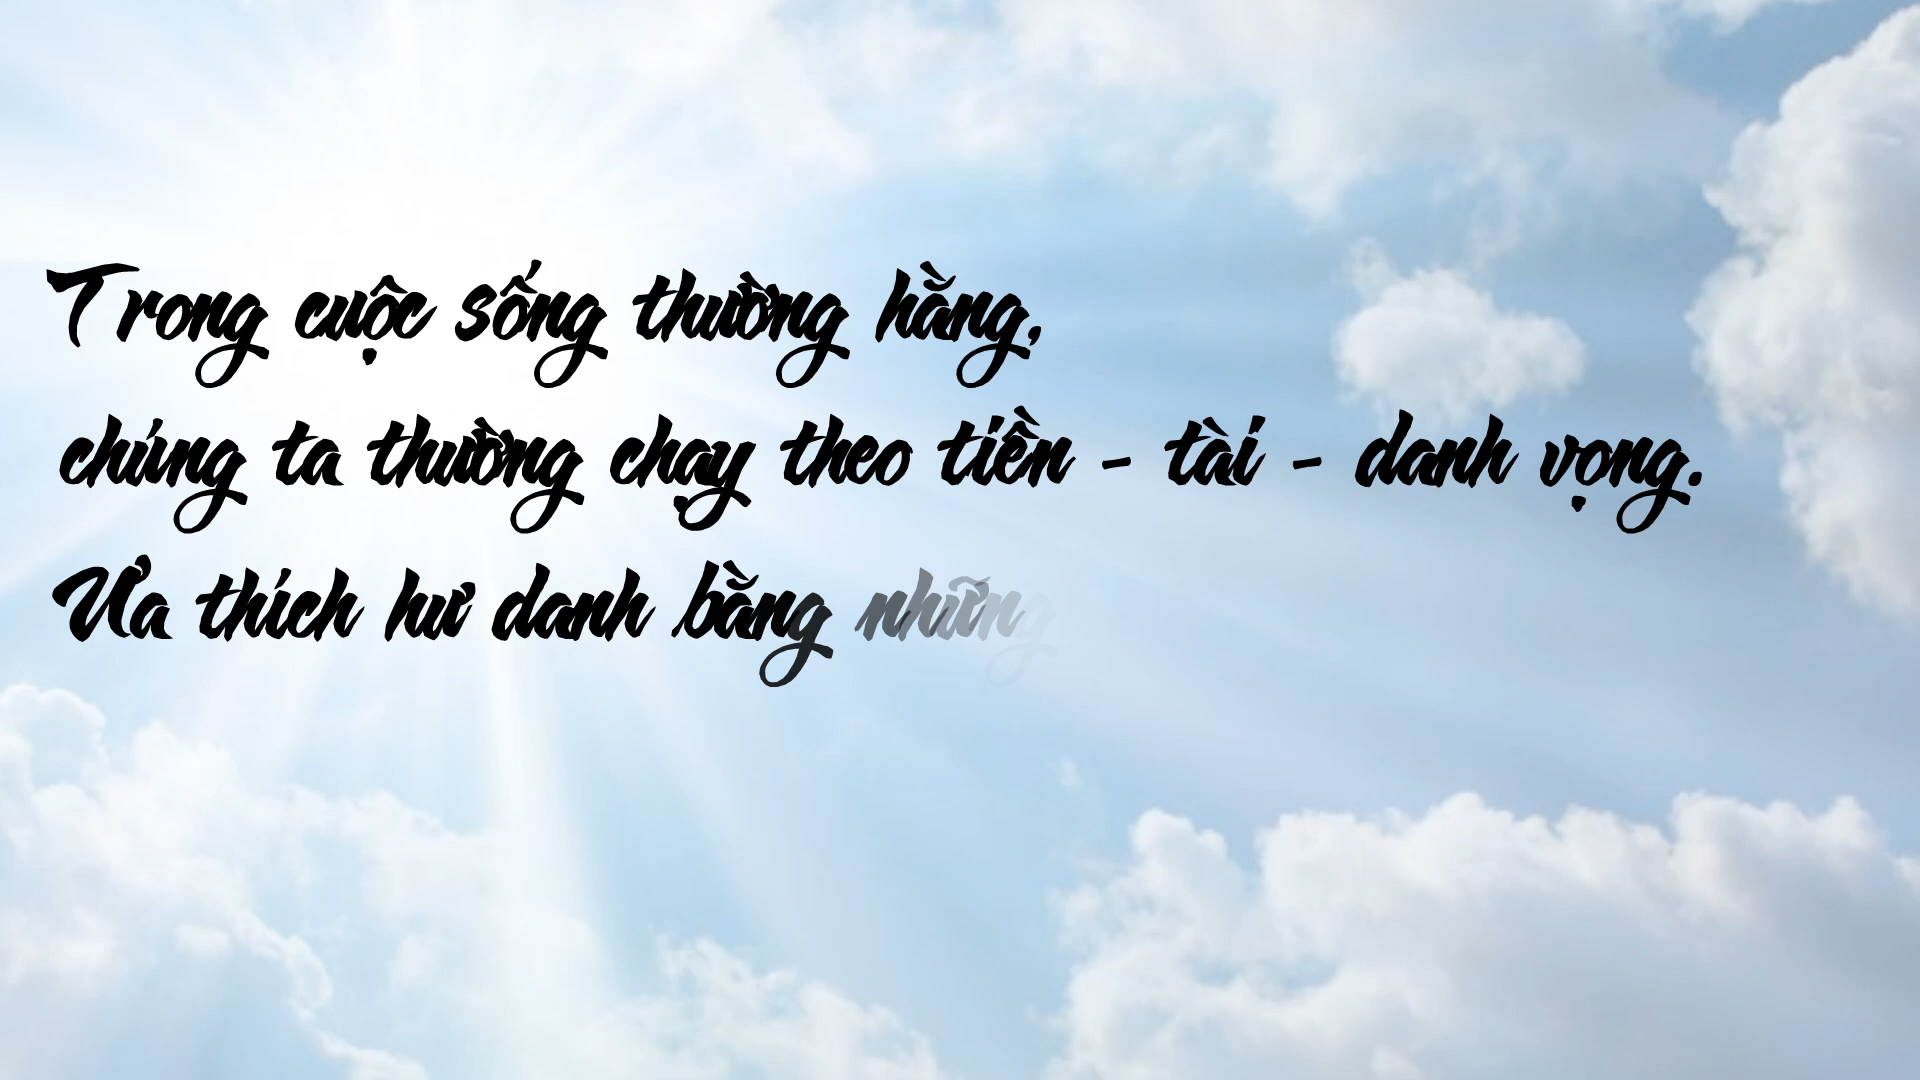 Trong cuộc sống thường hằng,
chúng ta thường chạy theo tiền - tài - danh vọng.
Ưa thích hư danh bằng những